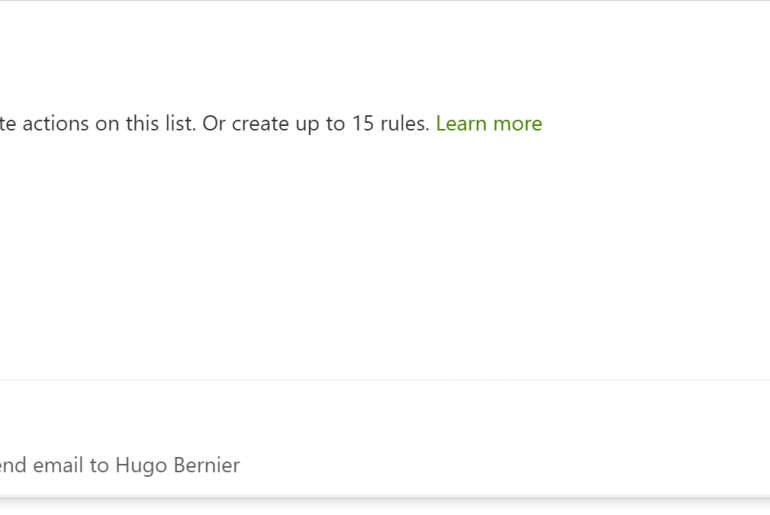 te actions on this list. Or create up to 15 rules. Learn more
end email to Hugo Bernier